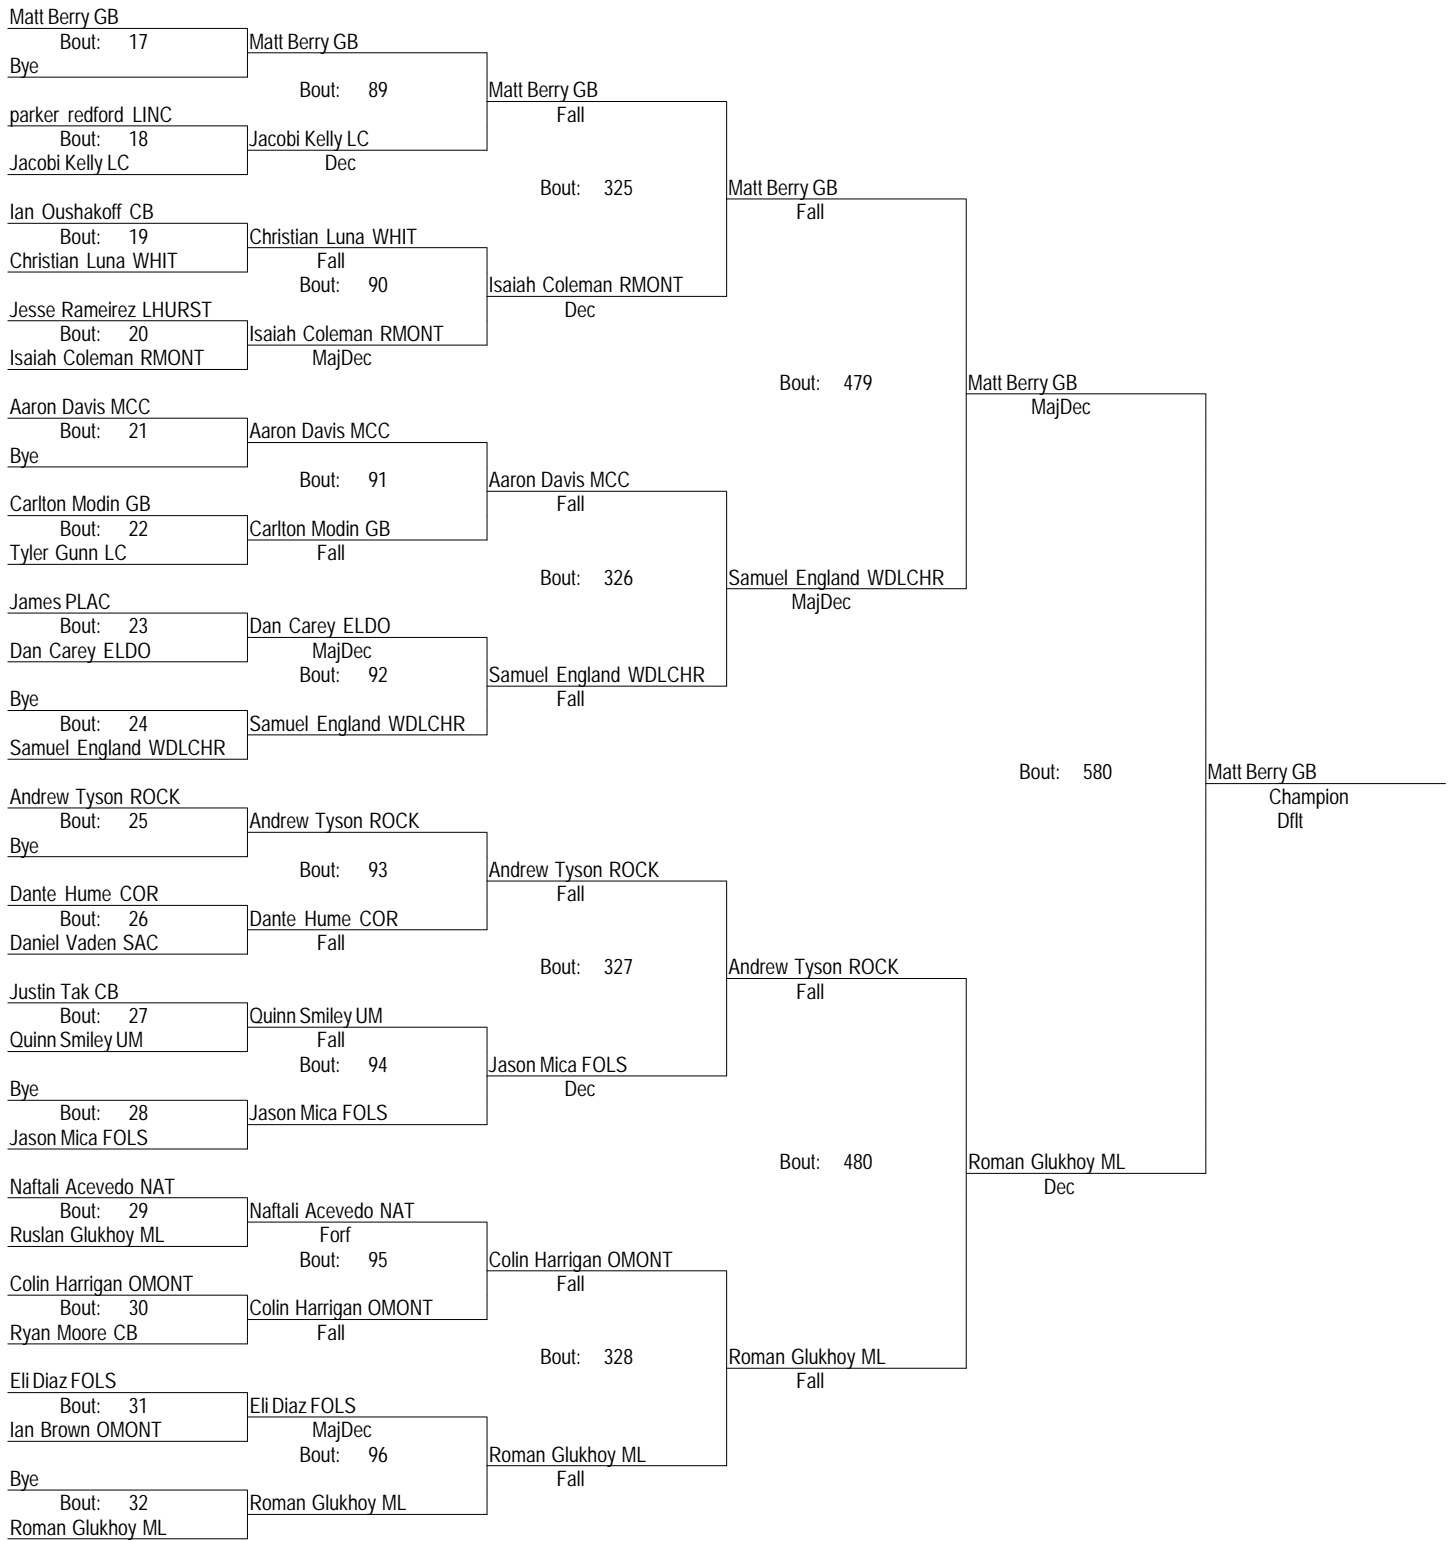 Matt Berry GB
Bout: 17
Matt Berry GB
Bye
Bout: 89
Matt Berry GB
Fall
parker redford LINC
Bout: 18
Jacobi Kelly LC
Jacobi Kelly LC
Dec
Bout: 325
Matt Berry GB
Fall
Ian Oushakoff CB
Bout: 19
Christian Luna WHIT
Christian Luna WHIT
Fall
Bout: 90
Isaiah Coleman RMONT
Dec
Jesse Rameirez LHURST
Bout: 20
Isaiah Coleman RMONT
Isaiah Coleman RMONT
MajDec
Bout: 479
Matt Berry GB
MajDec
Aaron Davis MCC
Bout: 21
Aaron Davis MCC
Bye
Bout: 91
Aaron Davis MCC
Fall
Carlton Modin GB
Bout: 22
Carlton Modin GB
Tyler Gunn LC
Fall
Bout: 326
Samuel England WDLCHR
MajDec
James PLAC
Bout: 23
Dan Carey ELDO
Dan Carey ELDO
MajDec
Bout: 92
Samuel England WDLCHR
Fall
Bye
Bout: 24
Samuel England WDLCHR
Samuel England WDLCHR
Bout: 580
Matt Berry GB
Champion
Dflt
Andrew Tyson ROCK
Bout: 25
Andrew Tyson ROCK
Bye
Bout: 93
Andrew Tyson ROCK
Fall
Dante Hume COR
Bout: 26
Dante Hume COR
Daniel Vaden SAC
Fall
Bout: 327
Andrew Tyson ROCK
Fall
Justin Tak CB
Bout: 27
Quinn Smiley UM
Quinn Smiley UM
Fall
Bout: 94
Jason Mica FOLS
Dec
Bye
Bout: 28
Jason Mica FOLS
Jason Mica FOLS
Bout: 480
Roman Glukhoy ML
Dec
Naftali Acevedo NAT
Bout: 29
Naftali Acevedo NAT
Ruslan Glukhoy ML
Forf
Bout: 95
Colin Harrigan OMONT
Fall
Colin Harrigan OMONT
Bout: 30
Colin Harrigan OMONT
Ryan Moore CB
Fall
Bout: 328
Roman Glukhoy ML
Fall
Eli Diaz FOLS
Bout: 31
Eli Diaz FOLS
Ian Brown OMONT
MajDec
Bout: 96
Roman Glukhoy ML
Fall
Bye
Bout: 32
Roman Glukhoy ML
Roman Glukhoy ML